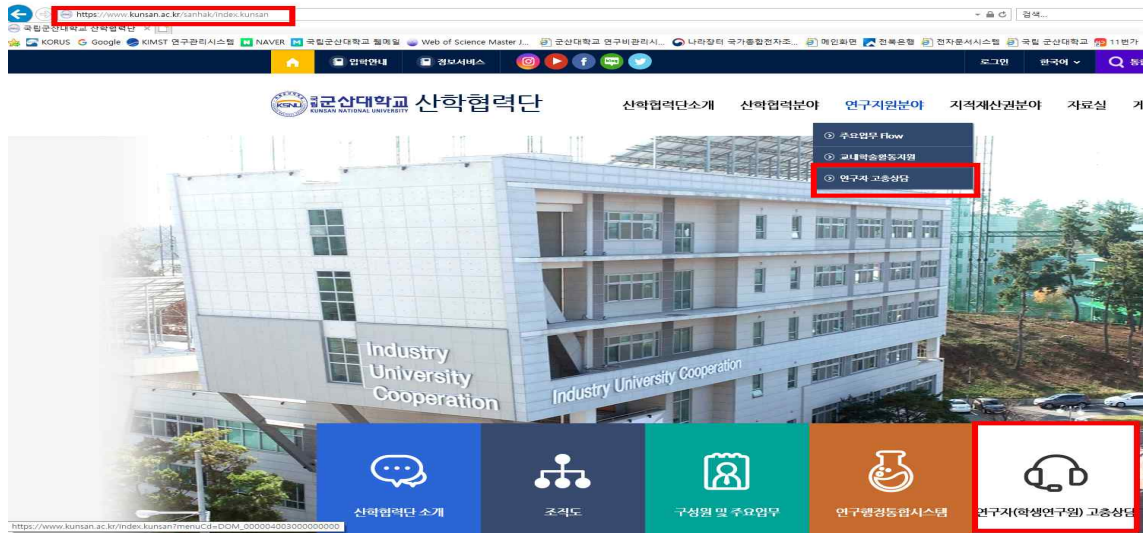 https://www.kunsan.ac.kr/sanhak/index.kunsan
검색...
국립군산대학교 산학협력단
KORUS Google KIMST 연구관리시스템 NAVER 국립군산대학교 웹메일 Web of Science Master J... 군산대학교 연구비관리시... 나라장터 국가종합전자조... 메인화면 전북은행 전자문서시스템 국립 군산대학교 11번가
입학안내 정보서비스 로그인 한국어
국립군산대학교 산학협력단
KUNSAN NATIONAL UNIVERSITY
산학협력단소개 산학협력분야 연구지원분야 지적재산권분야 자료실
주요업무 Flow
교내학술활동지원
연구자 고충상담
Industry
University
Cooperation
Industry University Cooperation
산학협력단 소개 조직도 구성원 및 주요업무 연구행정통합시스템 연구자(학생연구원) 고충상담
https://www.kunsan.ac.kr/index.kunsan?menuCd=DOM_000004003000000000